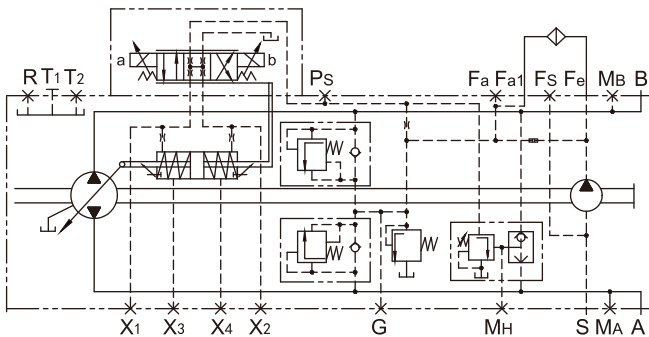 a b
R T1 T2 PS Fa Fa1 FS Fe MB B
X1 X3 X4 X2 G MH S MA A